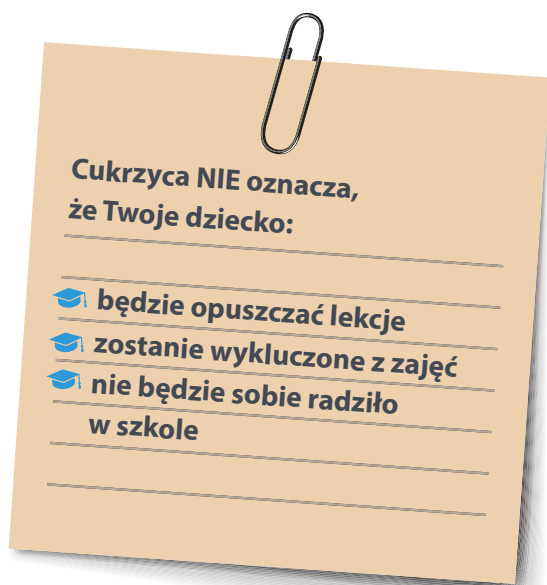 Cukrzyca NIE oznacza,
że Twoje dziecko:
będzie opuszczać lekcje
zostanie wykluczone z zajęć
nie będzie sobie radziło
w szkole